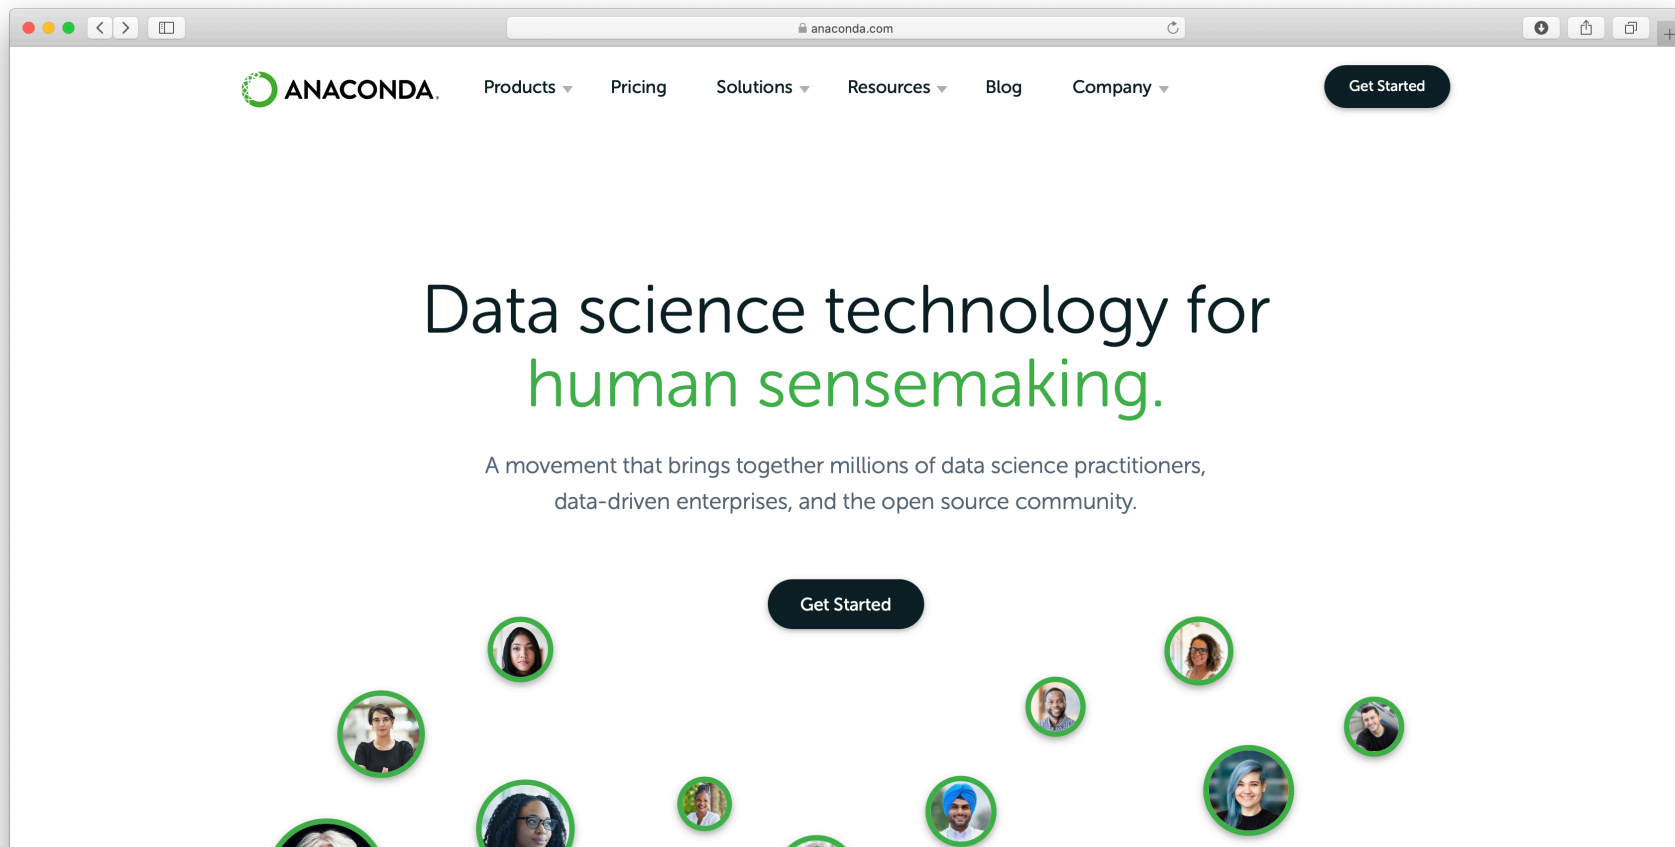 anaconda.com
ANACONDA.
Products
Pricing
Solutions
Resources
Blog
Company
Get Started
Data science technology for
human sensemaking.
A movement that brings together millions of data science practitioners,
data-driven enterprises, and the open source community.
Get Started